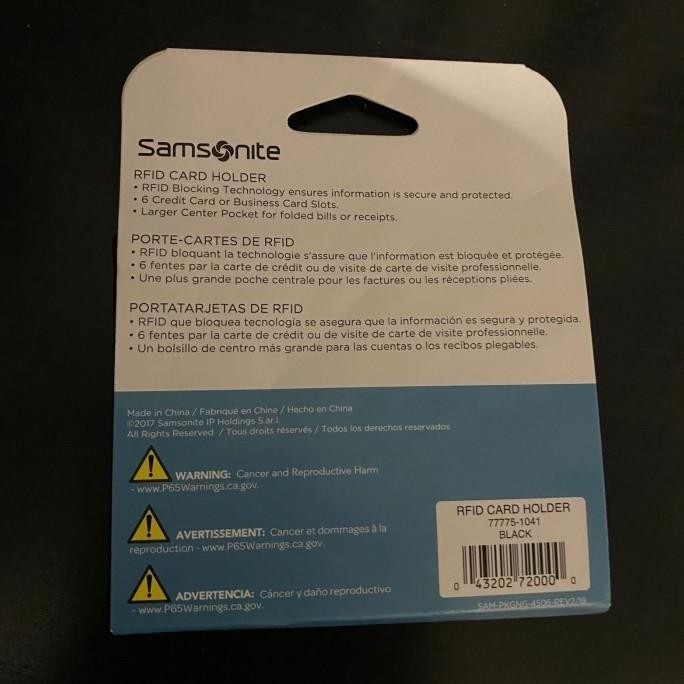 Samsonite
RFID CARD HOLDER
• RFID Blocking Technology ensures information is secure and protected.
• 6 Credit Card or Business Card Slots.
• Larger Center Pocket for folded bills or receipts.
PORTE-CARTES DE RFID
• RFID bloquant la technologie s'assure que l'information est bloquée et protégée.
• 6 fentes par la carte de crédit ou de visite de carte de visite professionnelle.
• Une plus grande poche centrale pour les factures ou les réceptions pliées.
PORTATARJETAS DE RFID
• RFID que bloquea tecnología se asegura que la información es segura y protegida.
• 6 fentes par la carte de crédit ou de visite de carte de visite professionnelle.
• Un bolsillo de centro más grande para las cuentas o los recibos plegables.
Made in China / Fabriqué en Chine / Hecho en China
©2017 Samsonite IP Holdings S.àr.l.
All Rights Reserved / Tous droits réservés / Todos los derechos reservados
WARNING: Cancer and Reproductive Harm
- www.P65Warnings.ca.gov.
AVERTISSEMENT: Cancer et dommages à la
reproduction - www.P65Warnings.ca.gov.
ADVERTENCIA: Cáncer y daño reproductivo
- www.P65Warnings.ca.gov.
RFID CARD HOLDER
77775-1041
BLACK
0 43202 72000 0
SAM-PKGNG-4506-REV2/18